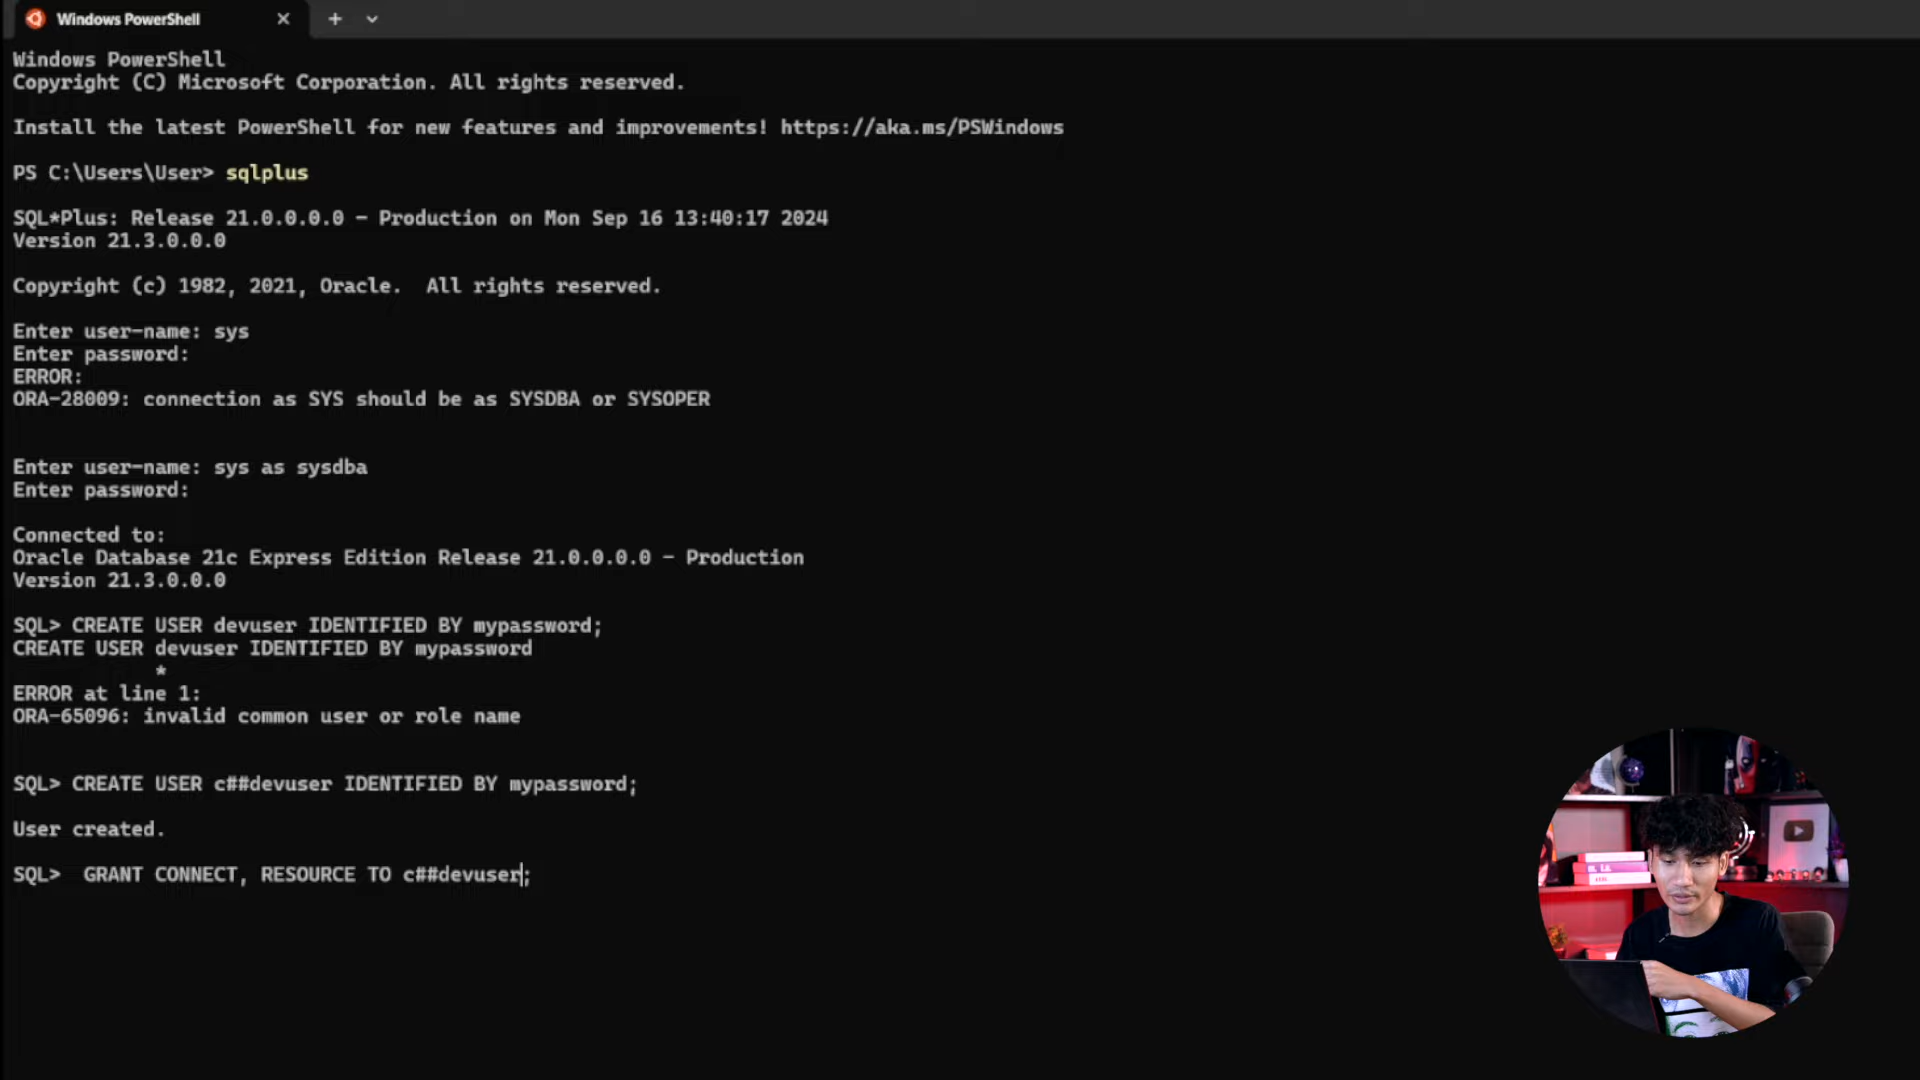 Windows PowerShell
Windows PowerShell
Copyright (C) Microsoft Corporation. All rights reserved.
Install the latest PowerShell for new features and improvements! https://aka.ms/PSWindows
PS C:\Users\User> sqlplus
SQL*Plus: Release 21.0.0.0.0 - Production on Mon Sep 16 13:40:17 2024
Version 21.3.0.0.0
Copyright (c) 1982, 2021, Oracle.  All rights reserved.
Enter user-name: sys
Enter password:
ERROR:
ORA-28009: connection as SYS should be as SYSDBA or SYSOPER
Enter user-name: sys as sysdba
Enter password:
Connected to:
Oracle Database 21c Express Edition Release 21.0.0.0.0 - Production
Version 21.3.0.0.0
SQL> CREATE USER devuser IDENTIFIED BY mypassword;
CREATE USER devuser IDENTIFIED BY mypassword
*
ERROR at line 1:
ORA-65096: invalid common user or role name
SQL> CREATE USER c##devuser IDENTIFIED BY mypassword;
User created.
SQL>  GRANT CONNECT, RESOURCE TO c##devuser;